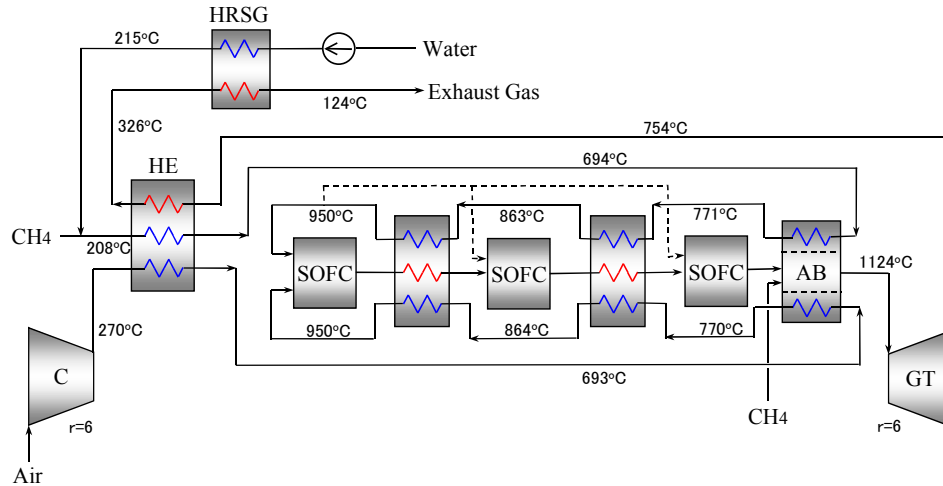 HRSG
215°C
Water
124°C
Exhaust Gas
326°C
754°C
HE
694°C
950°C
863°C
771°C
CH4
208°C
SOFC
SOFC
SOFC
AB
1124°C
270°C
950°C
864°C
770°C
C
693°C
GT
CH4
r=6
r=6
Air